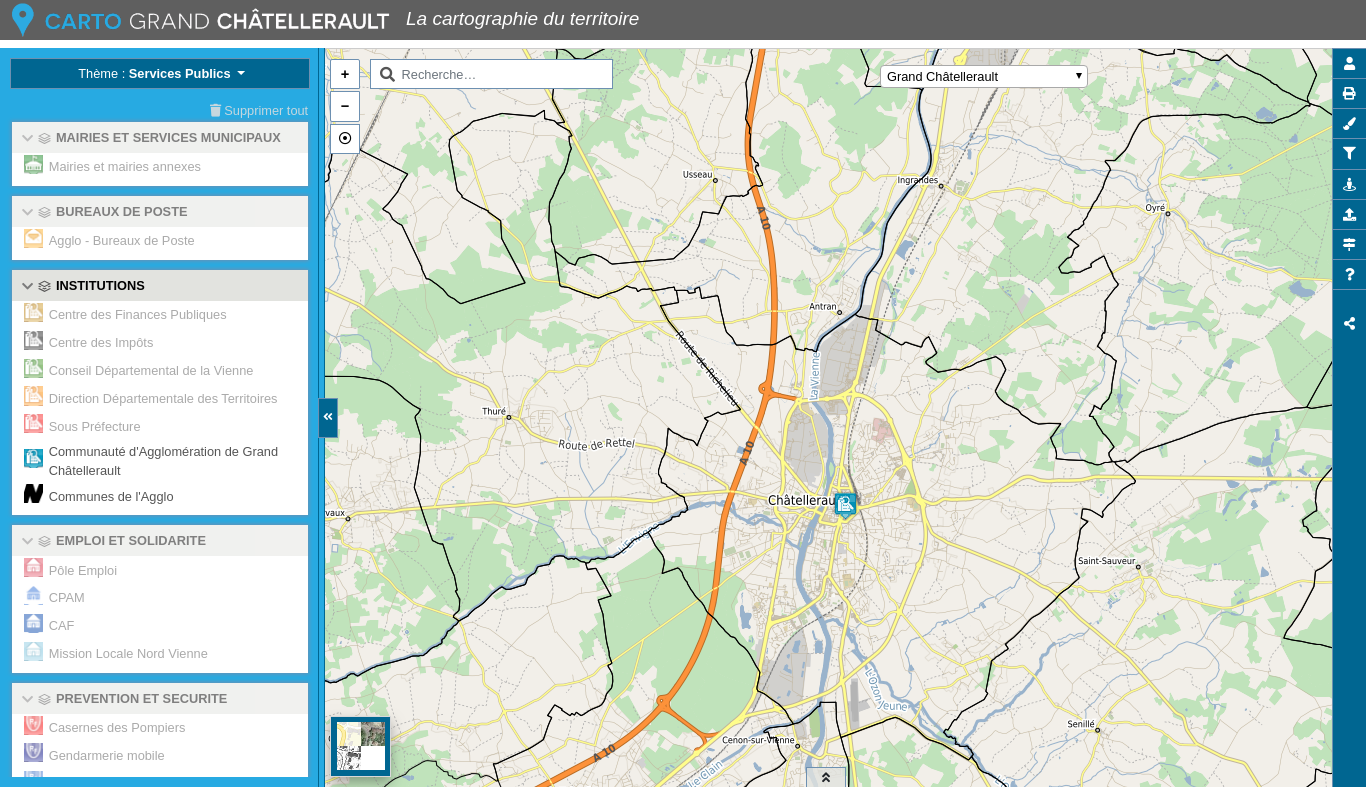 CARTO GRAND CHÂTELLERAULT
La cartographie du territoire
Thème : Services Publics
Supprimer tout
MAIRIES ET SERVICES MUNICIPAUX
Mairies et mairies annexes
BUREAUX DE POSTE
Agglo - Bureaux de Poste
INSTITUTIONS
Centre des Finances Publiques
Centre des Impôts
Conseil Départemental de la Vienne
Direction Départementale des Territoires
Sous Préfecture
Communauté d'Agglomération de Grand
Châtellerault
Communes de l'Agglo
EMPLOI ET SOLIDARITE
Pôle Emploi
CPAM
CAF
Mission Locale Nord Vienne
PREVENTION ET SECURITE
Casernes des Pompiers
Gendarmerie mobile
+
−
Recherche…
Grand Châtellerault
Usseau
Ingrandes
Oyré
A 10
Antran
Route de Richelieu
La Vienne
Thuré
Route de Rettel
A 10
Châtellerau
vaux
L'Envigne
Saint-Sauveur
L'Ozon
Jeune
Senillé
Cenon-sur-Vienne
A 10
Le Clain
?